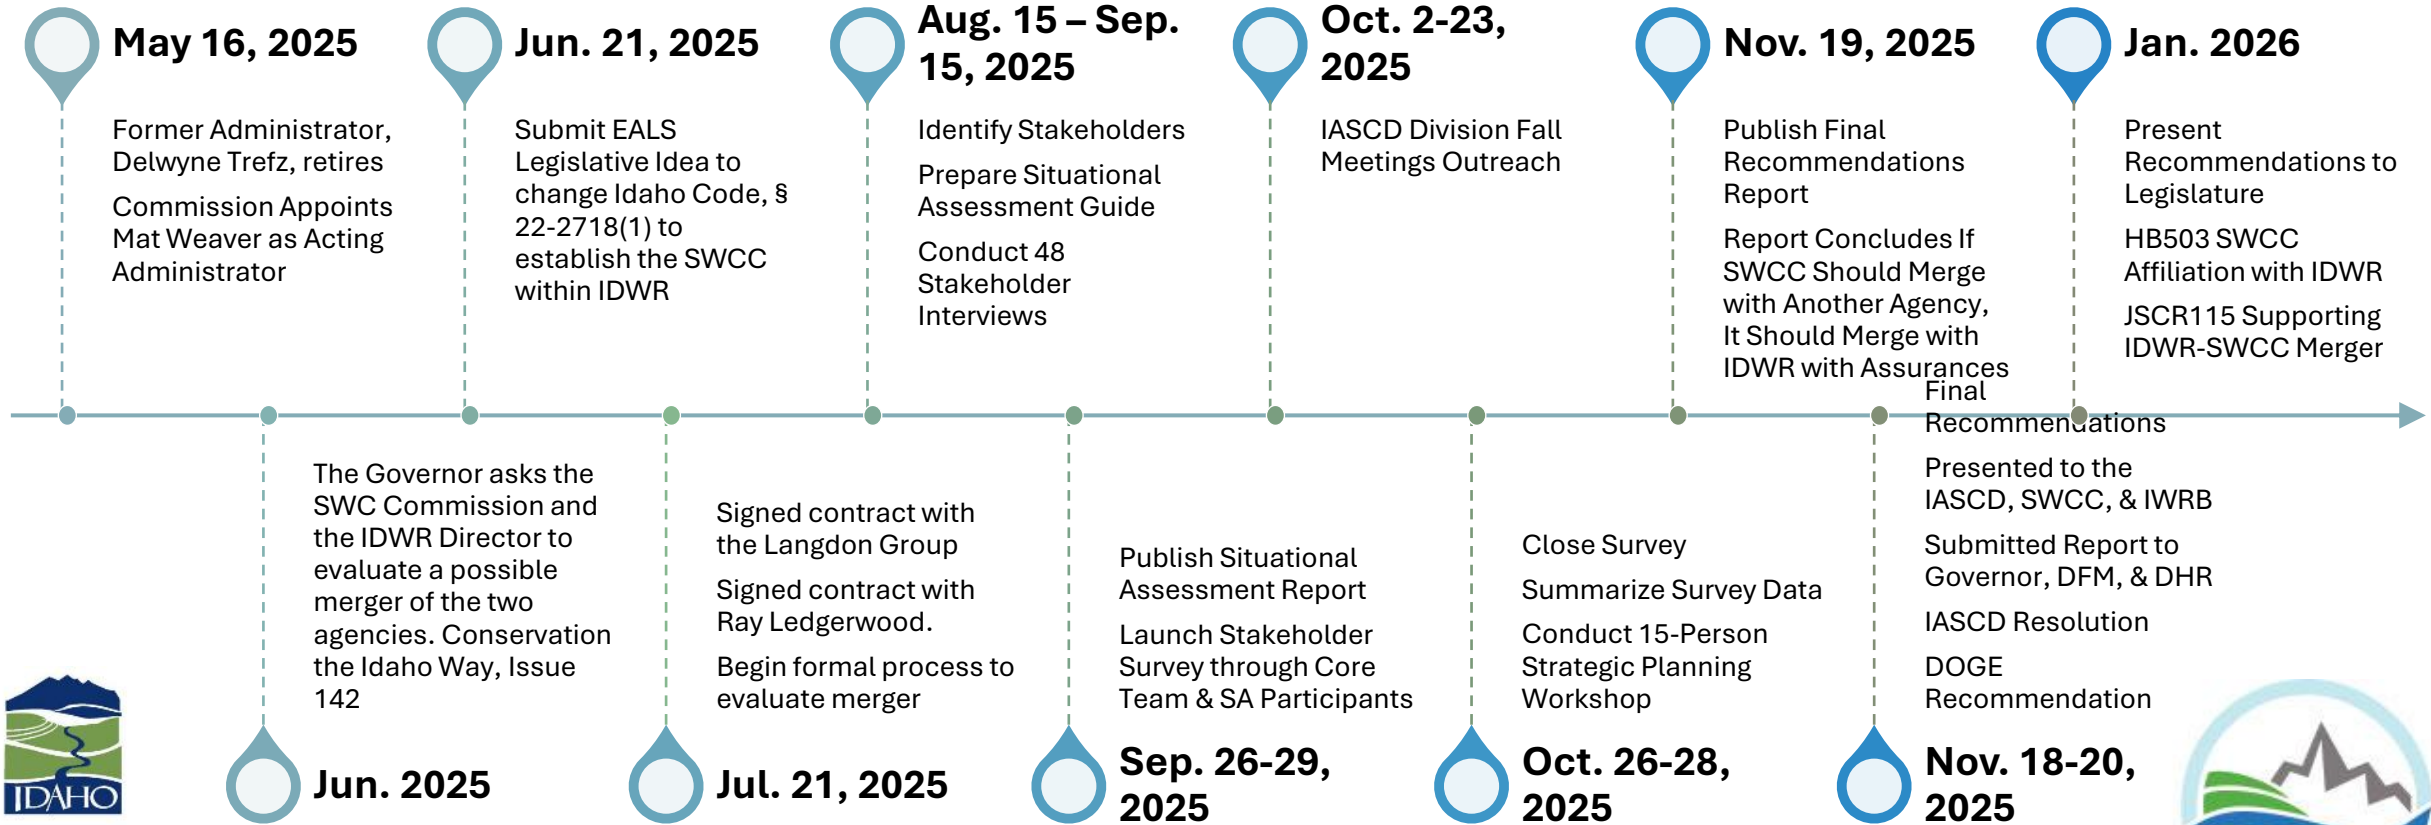 May 16, 2025
Former Administrator,
Delwyne Trefz, retires
Commission Appoints
Mat Weaver as Acting
Administrator
Jun. 21, 2025
Submit EALS
Legislative Idea to
change Idaho Code, §
22-2718(1) to
establish the SWCC
within IDWR
Aug. 15 – Sep.
15, 2025
Identify Stakeholders
Prepare Situational
Assessment Guide
Conduct 48
Stakeholder
Interviews
Oct. 2-23,
2025
IASCD Division Fall
Meetings Outreach
Nov. 19, 2025
Publish Final
Recommendations
Report
Report Concludes If
SWCC Should Merge
with Another Agency,
It Should Merge with
IDWR with Assurances
Jan. 2026
Present
Recommendations to
Legislature
HB503 SWCC
Affiliation with IDWR
JSCR115 Supporting
IDWR-SWCC Merger
The Governor asks the
SWC Commission and
the IDWR Director to
evaluate a possible
merger of the two
agencies. Conservation
the Idaho Way, Issue
142
Jun. 2025
Signed contract with
the Langdon Group
Signed contract with
Ray Ledgerwood.
Begin formal process to
evaluate merger
Jul. 21, 2025
Publish Situational
Assessment Report
Launch Stakeholder
Survey through Core
Team & SA Participants
Sep. 26-29,
2025
Close Survey
Summarize Survey Data
Conduct 15-Person
Strategic Planning
Workshop
Oct. 26-28,
2025
Final
Recommendations
Presented to the
IASCD, SWCC, & IWRB
Submitted Report to
Governor, DFM, & DHR
IASCD Resolution
DOGE
Recommendation
Nov. 18-20,
2025
IDAHO